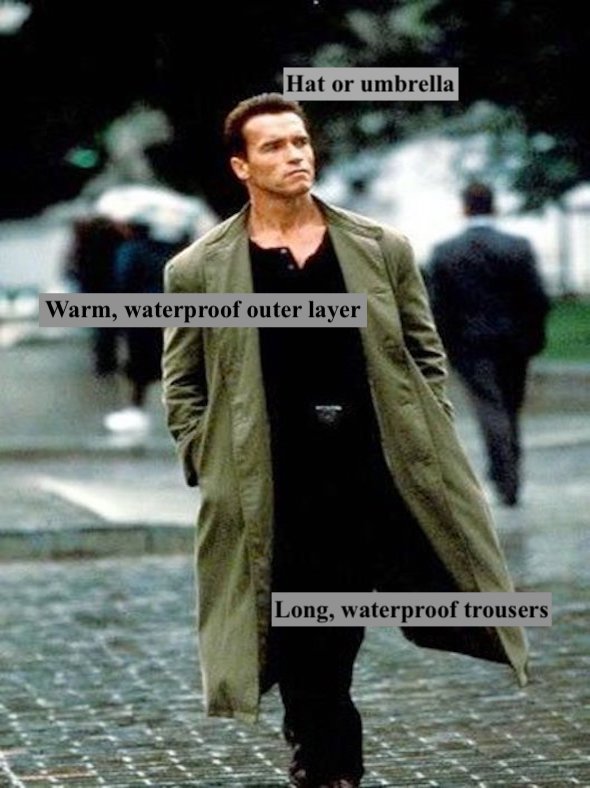 Hat or umbrella
Warm, waterproof outer layer
Long, waterproof trousers